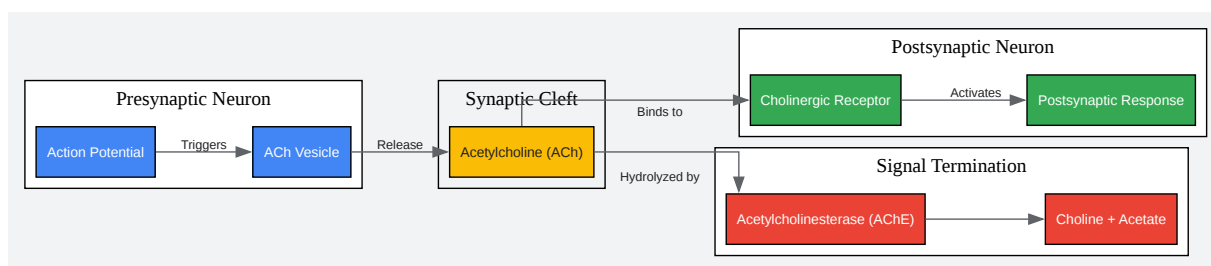 Presynaptic Neuron
Action Potential
Triggers
ACh Vesicle
Release
Synaptic Cleft
Acetylcholine (ACh)
Binds to
Hydrolyzed by
Postsynaptic Neuron
Cholinergic Receptor
Activates
Postsynaptic Response
Signal Termination
Acetylcholinesterase (AChE)
Choline + Acetate